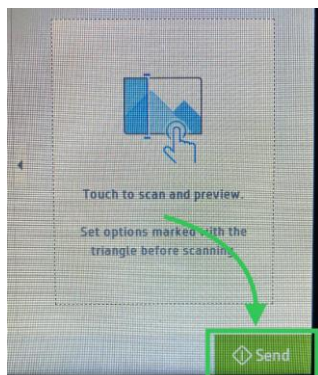 Touch to scan and preview.
Set options marked with the
triangle before scanning.
Send